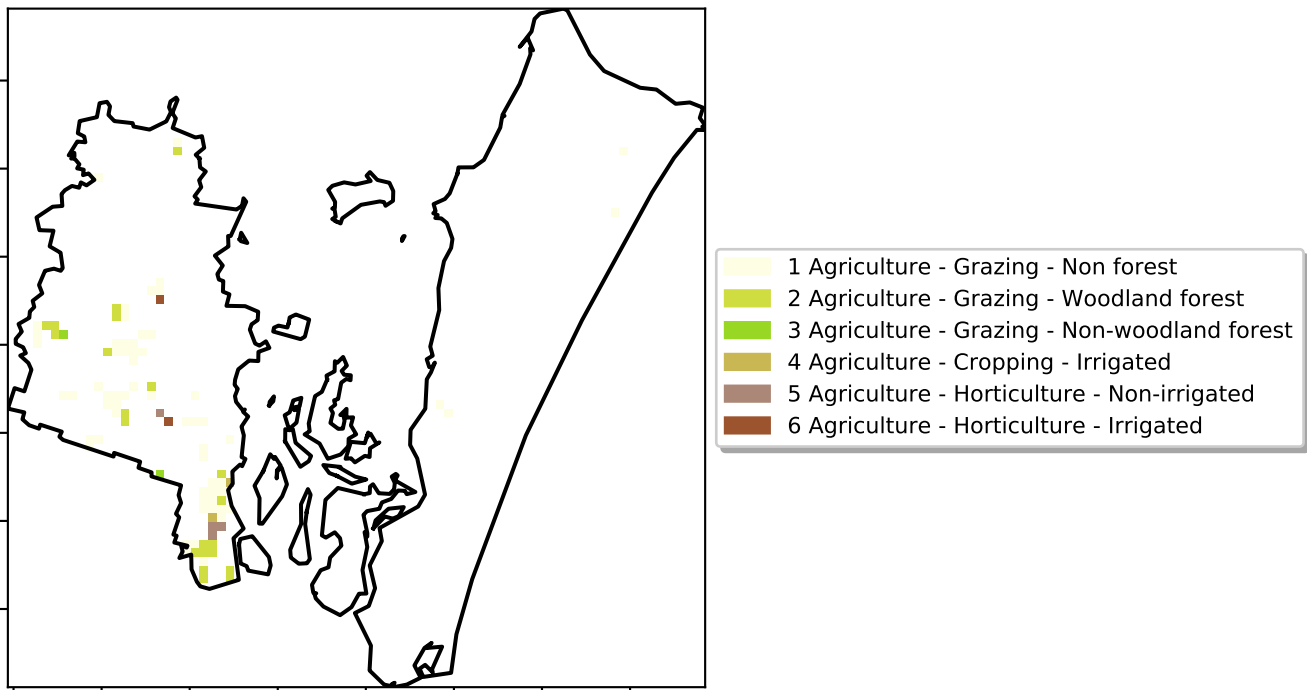 1 Agriculture - Grazing - Non forest
2 Agriculture - Grazing - Woodland forest
3 Agriculture - Grazing - Non-woodland forest
4 Agriculture - Cropping - Irrigated
5 Agriculture - Horticulture - Non-irrigated
6 Agriculture - Horticulture - Irrigated